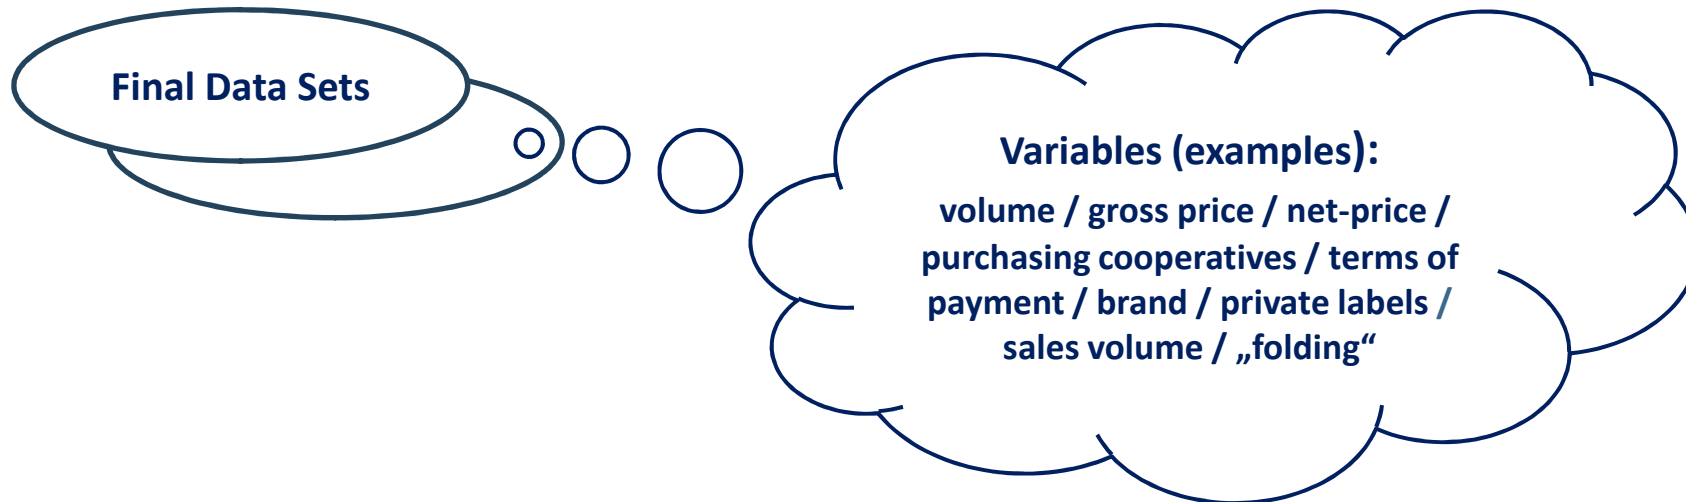 Final Data Sets
Variables (examples):
volume / gross price / net-price /
purchasing cooperatives / terms of
payment / brand / private labels /
sales volume / „folding“